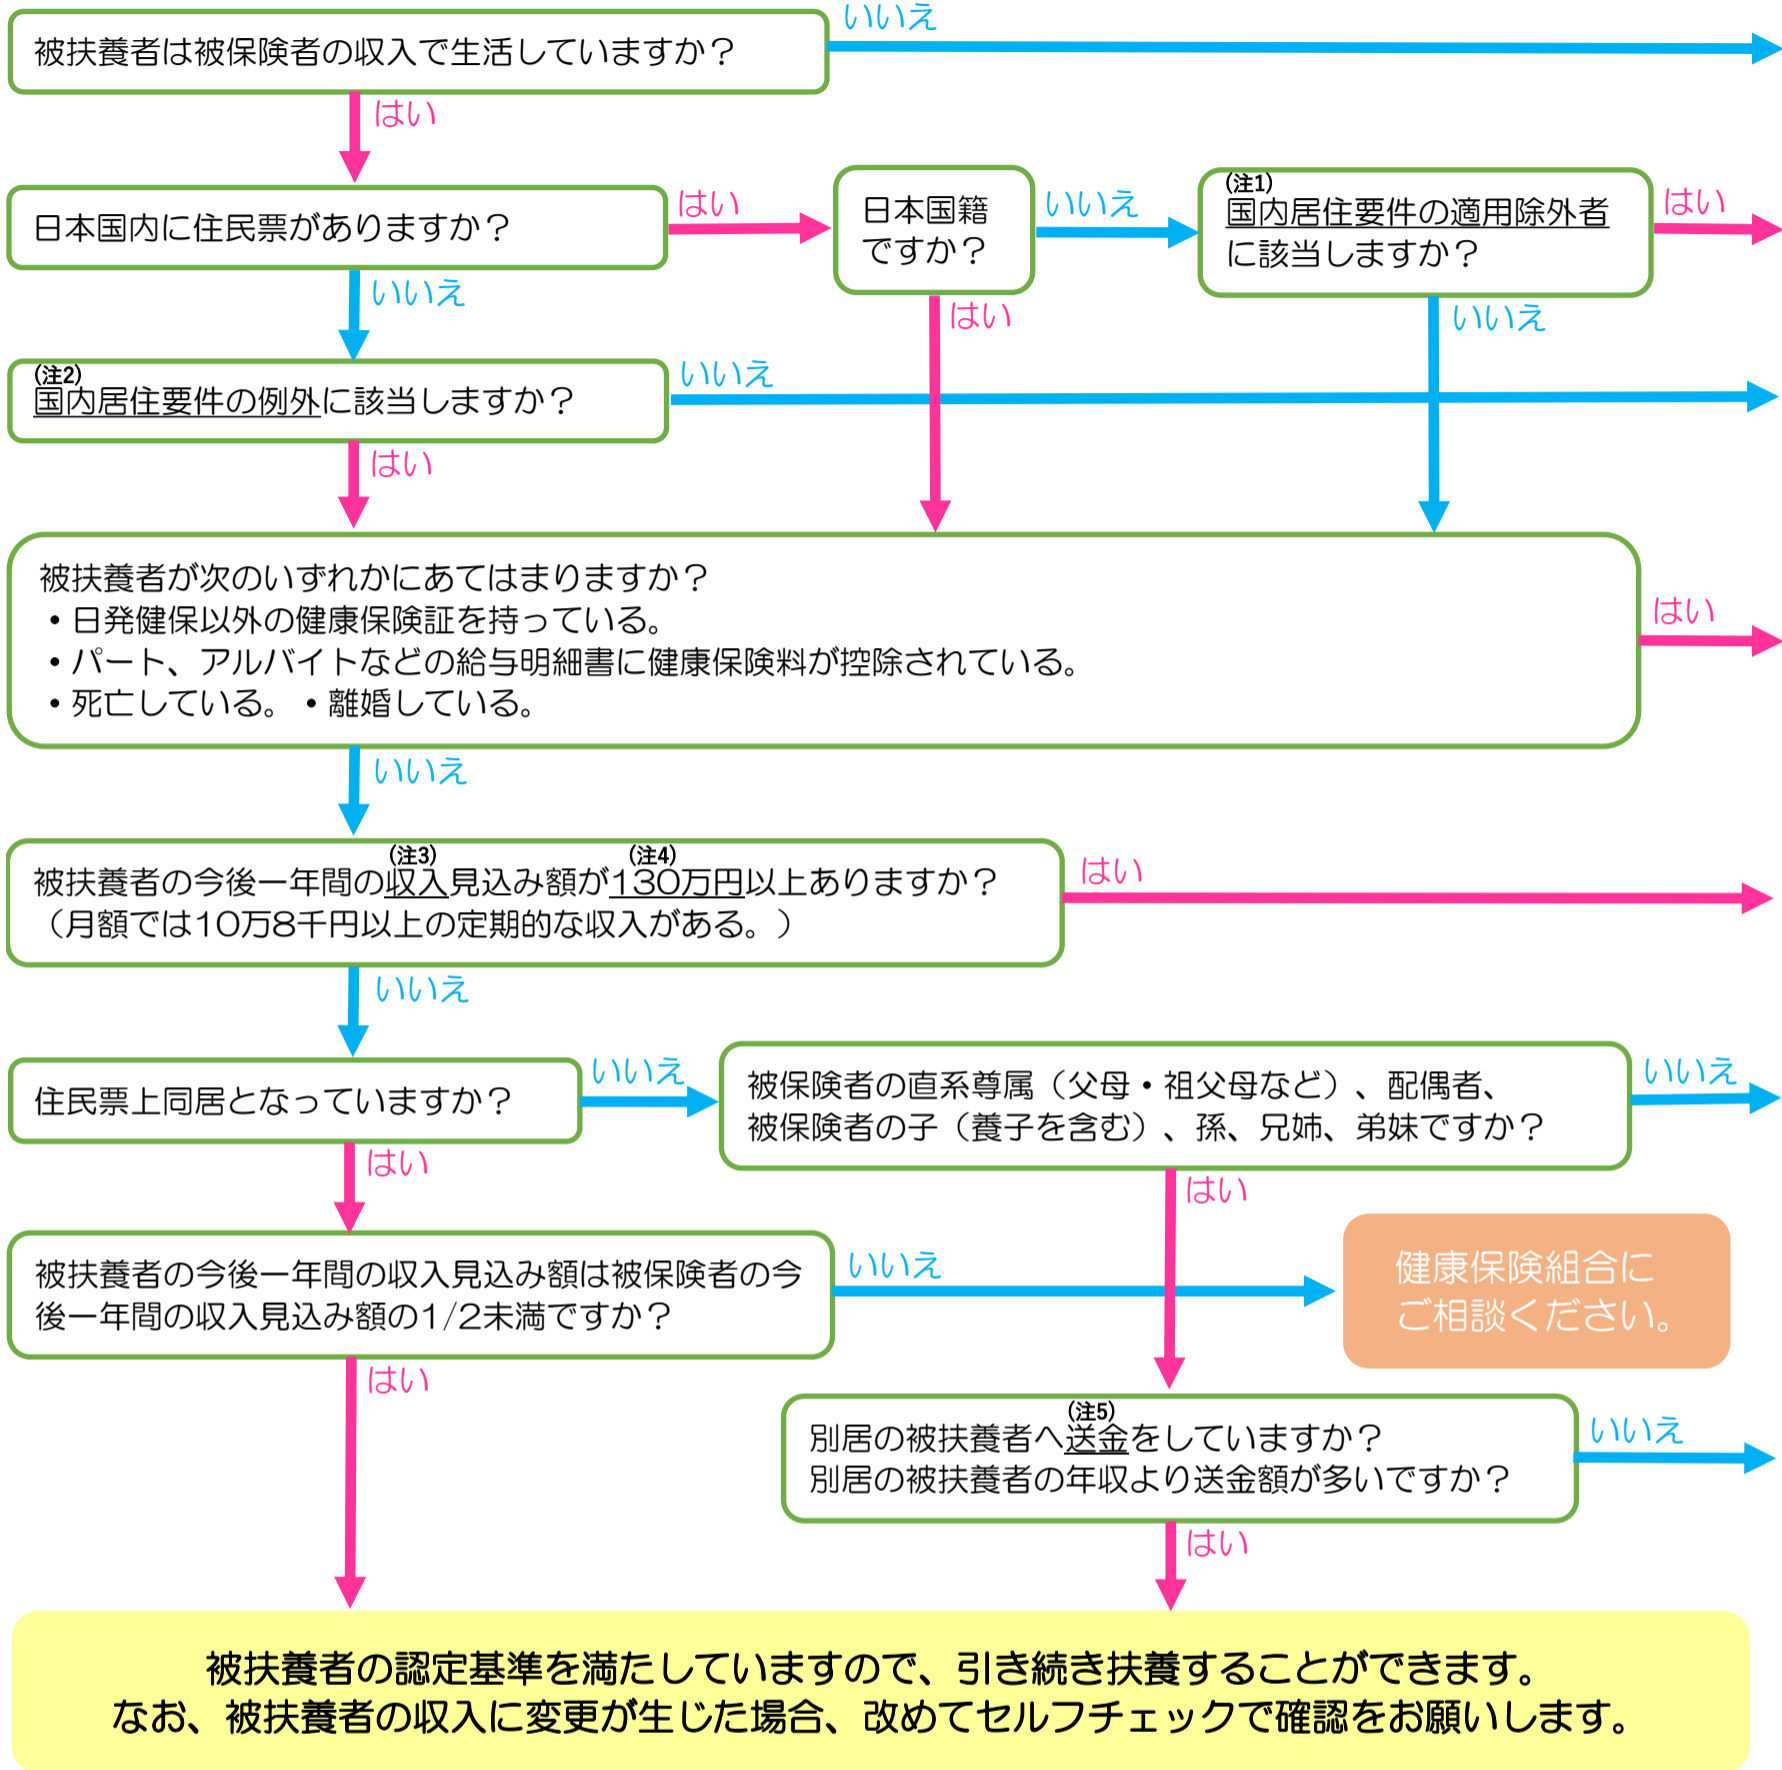 被扶養者は被保険者の収入で生活していますか？
いいえ
はい
日本国内に住民票がありますか？
はい
日本国籍
ですか？
いいえ
(注1)
国内居住要件の適用除外者
に該当しますか？
はい
いいえ
はい
いいえ
(注2)
国内居住要件の例外に該当しますか？
いいえ
はい
被扶養者が次のいずれかにあてはまりますか？
・日発健保以外の健康保険証を持っている。
・パート、アルバイトなどの給与明細書に健康保険料が控除されている。
・死亡している。・離婚している。
はい
いいえ
(注3) (注4)
被扶養者の今後一年間の収入見込み額が130万円以上ありますか？
（月額では10万8千円以上の定期的な収入がある。）
はい
いいえ
住民票上同居となっていますか？
いいえ
被保険者の直系尊属（父母・祖父母など）、配偶者、
被保険者の子（養子を含む）、孫、兄姉、弟妹ですか？
いいえ
はい
はい
被扶養者の今後一年間の収入見込み額は被保険者の今
後一年間の収入見込み額の1/2未満ですか？
いいえ
健康保険組合に
ご相談ください。
はい
(注5)
別居の被扶養者へ送金をしていますか？
別居の被扶養者の年収より送金額が多いですか？
いいえ
はい
被扶養者の認定基準を満たしていますので、引き続き扶養することができます。
なお、被扶養者の収入に変更が生じた場合、改めてセルフチェックで確認をお願いします。